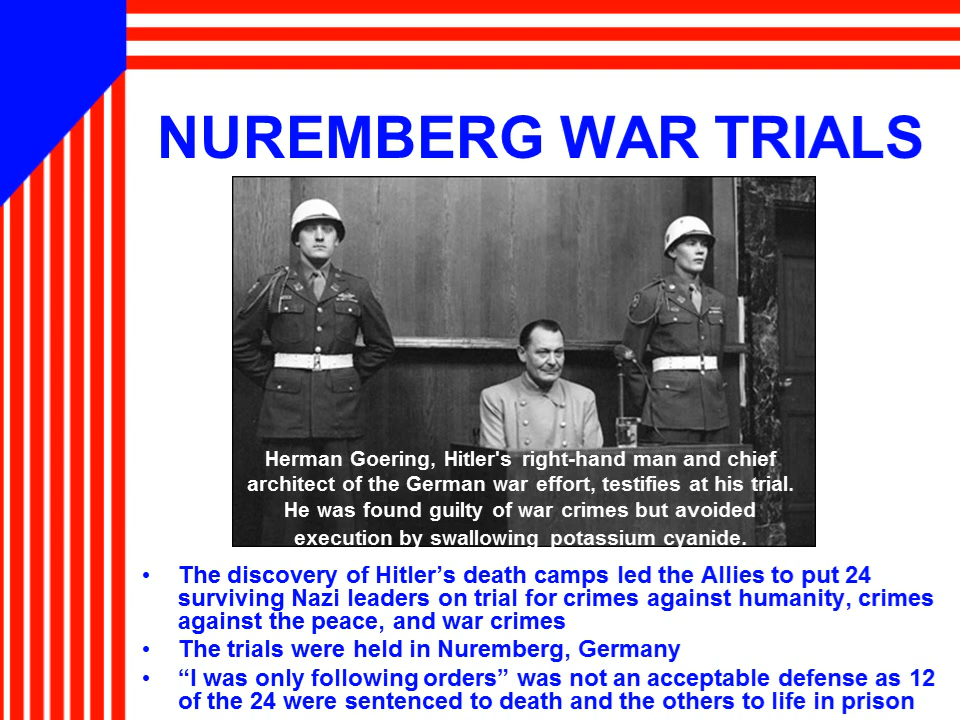 NUREMBERG WAR TRIALS
Herman Goering, Hitler's right-hand man and chief
architect of the German war effort, testifies at his trial.
He was found guilty of war crimes but avoided
execution by swallowing potassium cyanide.
• The discovery of Hitler’s death camps led the Allies to put 24
surviving Nazi leaders on trial for crimes against humanity, crimes
against the peace, and war crimes
• The trials were held in Nuremberg, Germany
• “I was only following orders” was not an acceptable defense as 12
of the 24 were sentenced to death and the others to life in prison